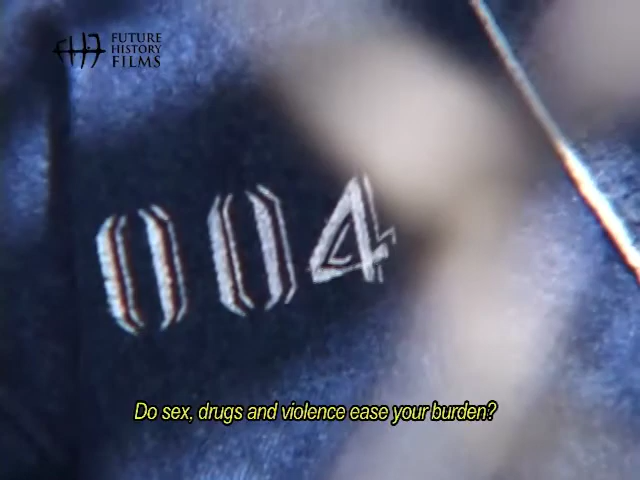 FUTURE
HISTORY
FILMS
004
Do sex, drugs and violence ease your burden?